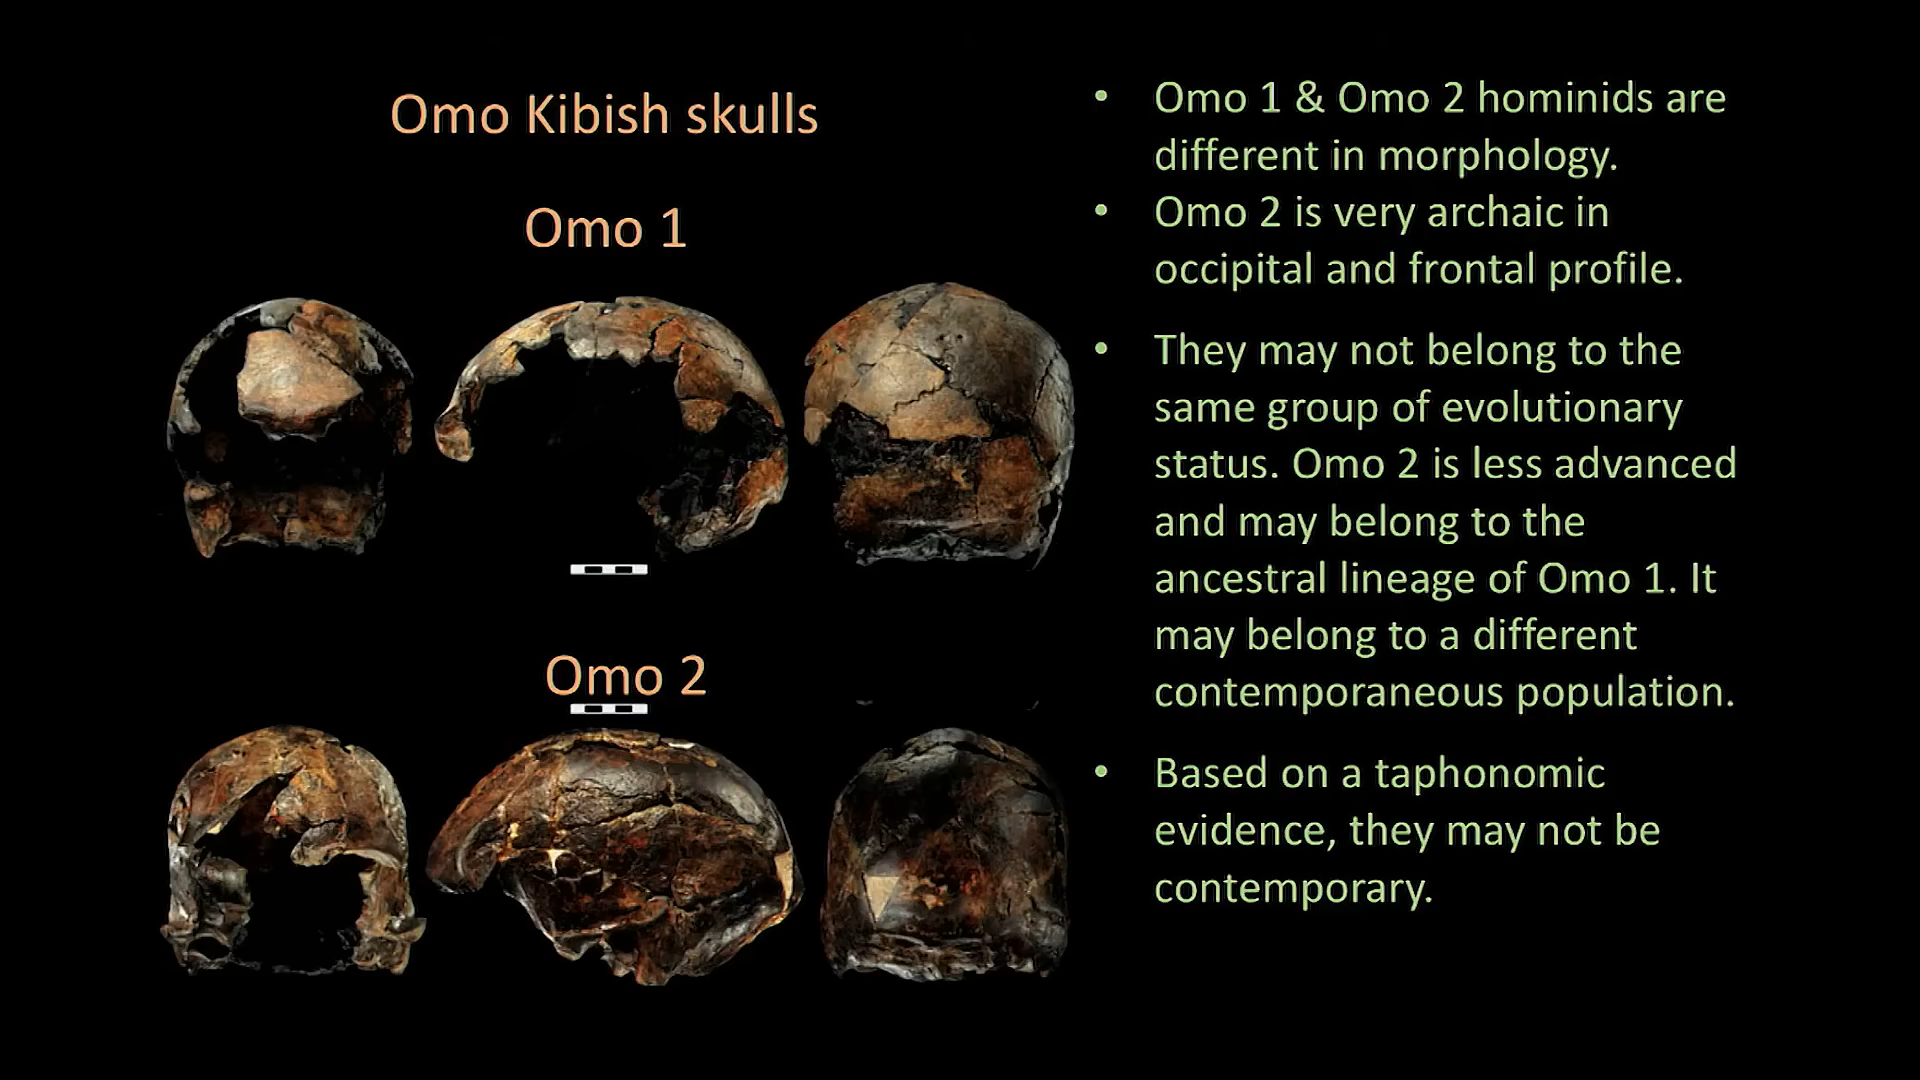 Omo Kibish skulls
Omo 1
Omo 2
• Omo 1 & Omo 2 hominids are
different in morphology.
• Omo 2 is very archaic in
occipital and frontal profile.
• They may not belong to the
same group of evolutionary
status. Omo 2 is less advanced
and may belong to the
ancestral lineage of Omo 1. It
may belong to a different
contemporaneous population.
• Based on a taphonomic
evidence, they may not be
contemporary.